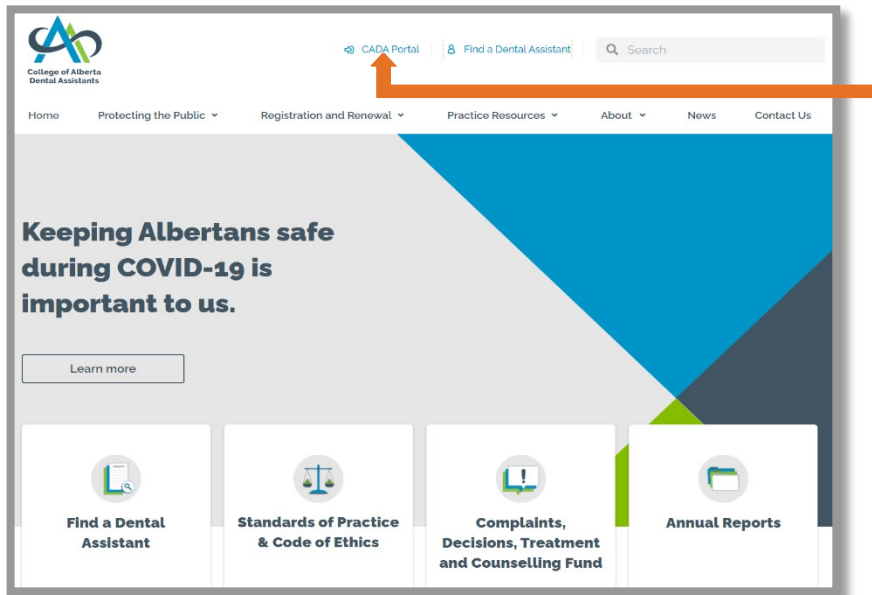 College of Alberta
Dental Assistants
CADA Portal
Find a Dental Assistant
Search
Home
Protecting the Public
Registration and Renewal
Practice Resources
About
News
Contact Us
Keeping Albertans safe
during COVID-19 is
important to us.
Learn more
Find a Dental
Assistant
Standards of Practice
& Code of Ethics
Complaints,
Decisions, Treatment
and Counselling Fund
Annual Reports